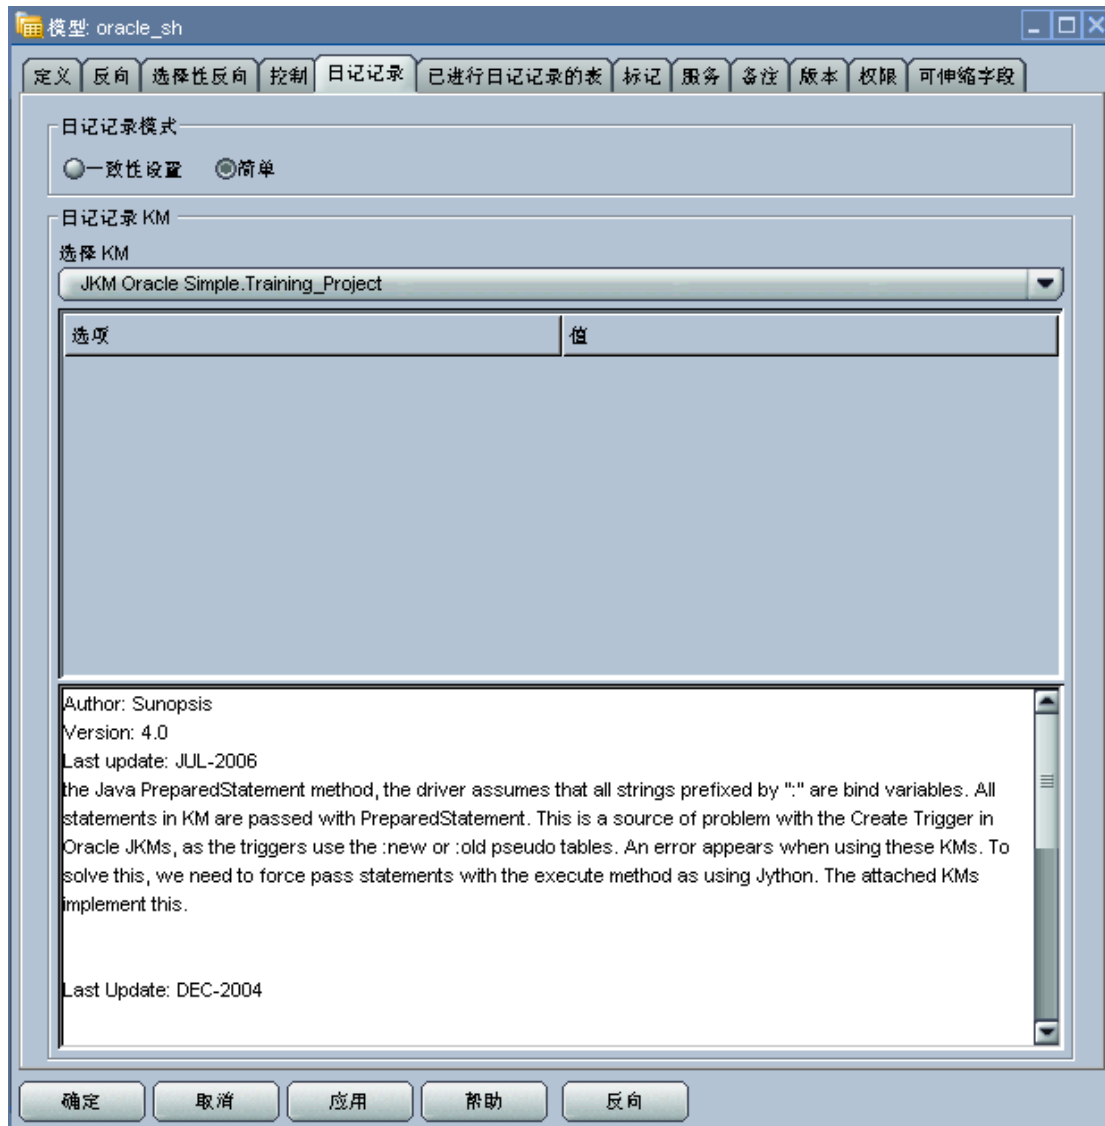 模型: oracle_sh
定义 反向 选择性反向 控制 日记记录 已进行日记记录的表 标记 服务 备注 版本 权限 可伸缩字段
日记记录模式
一致性设置 简单
日记记录 KM
选择 KM
JKM Oracle Simple.Training_Project
选项 值
Author: Sunopsis
Version: 4.0
Last update: JUL-2006
the Java PreparedStatement method, the driver assumes that all strings prefixed by ":" are bind variables. All
statements in KM are passed with PreparedStatement. This is a source of problem with the Create Trigger in
Oracle JKMs, as the triggers use the :new or :old pseudo tables. An error appears when using these KMs. To
solve this, we need to force pass statements with the execute method as using Jython. The attached KMs
implement this.
Last Update: DEC-2004
确定 取消 应用 帮助 反向